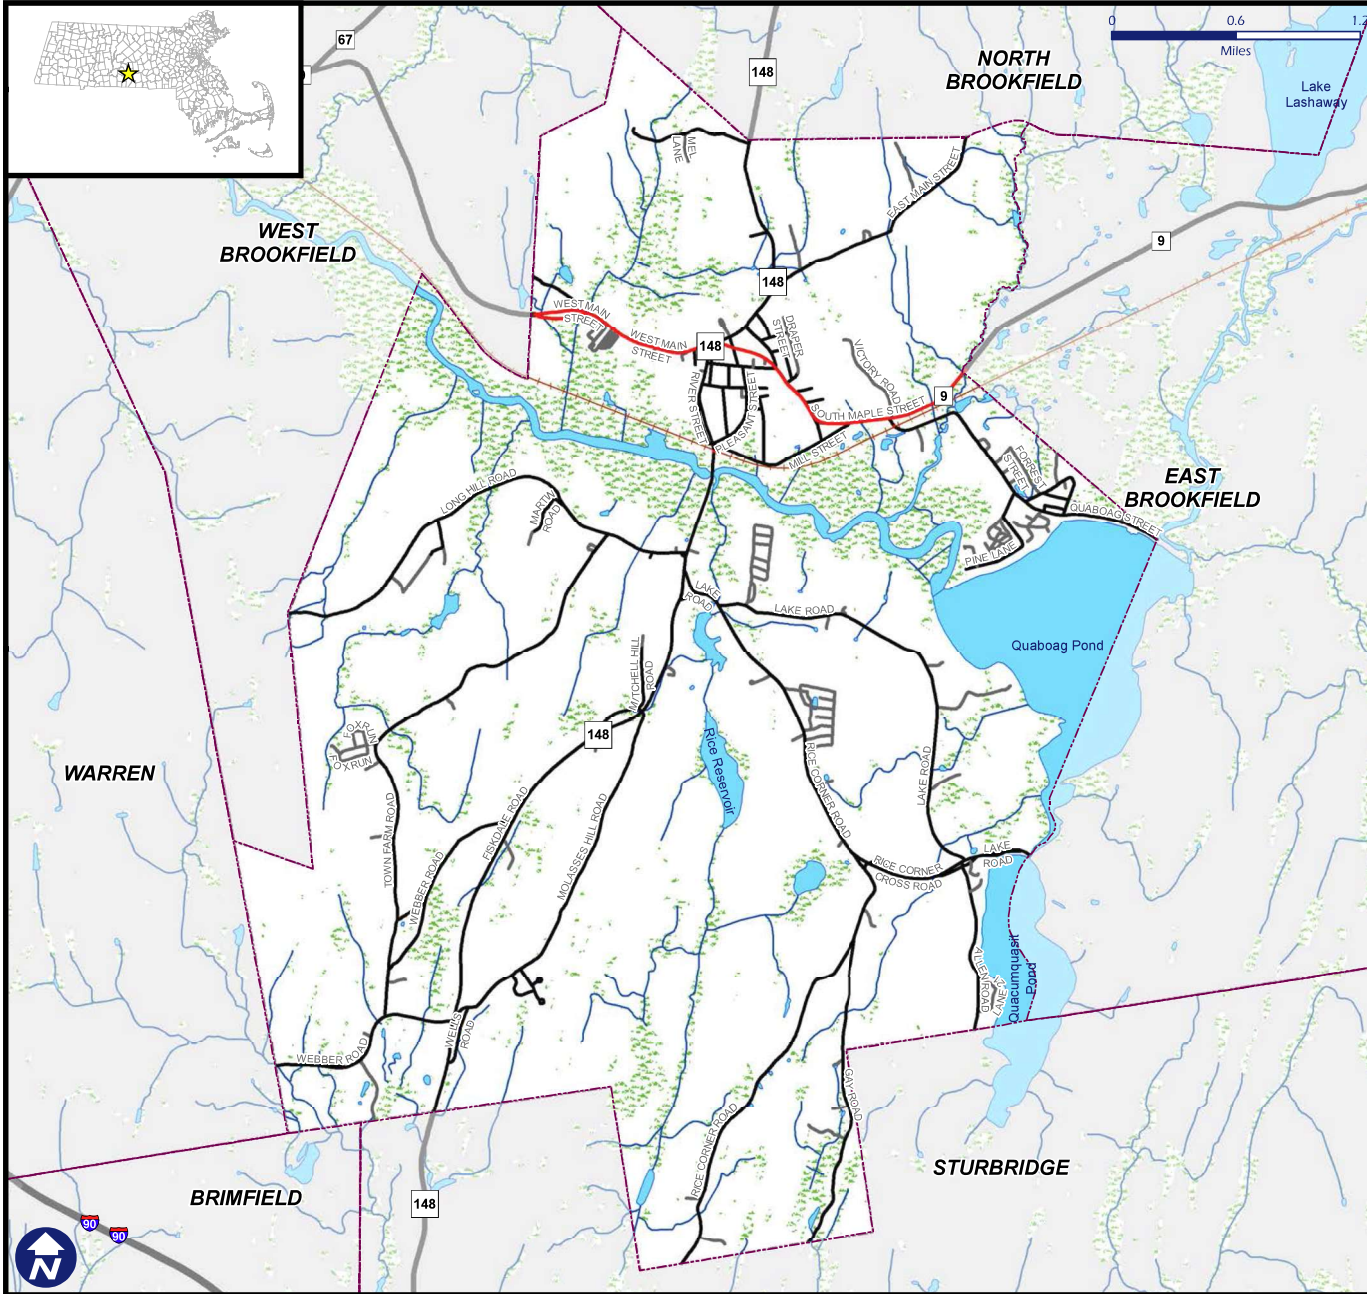 0 0.6 1.2
Miles
67
148
NORTH
BROOKFIELD
Lake
Lashaway
MEL
LANE
EAST MAIN STREET
WEST
BROOKFIELD
9
148
WEST MAIN
STREET
WEST MAIN
STREET
148
DRAPER
STREET
VICTORY ROAD
RIVER STREET
PLEASANT STREET
9
SOUTH MAPLE STREET
MILL STREET
FORREST
STREET
EAST
BROOKFIELD
LONG HILL ROAD
MARTIN
ROAD
QUABOAG STREET
PINE LANE
LAKE
ROAD
LAKE ROAD
Quaboag Pond
MITCHELL HILL
ROAD
148
FOXRUN
FOXRUN
Rice Reservoir
WARREN
RICE CORNER ROAD
LAKE ROAD
TOWN FARM ROAD
FISKDALE ROAD
MOLASSES HILL ROAD
WEBBER ROAD
LAKE
ROAD
RICE CORNER
CROSS ROAD
ALLEN ROAD
LANE
Quacumquasit
Pond
WELLS
ROAD
WEBBER ROAD
GAY ROAD
RICE CORNER ROAD
STURBRIDGE
BRIMFIELD
148
90
90
N